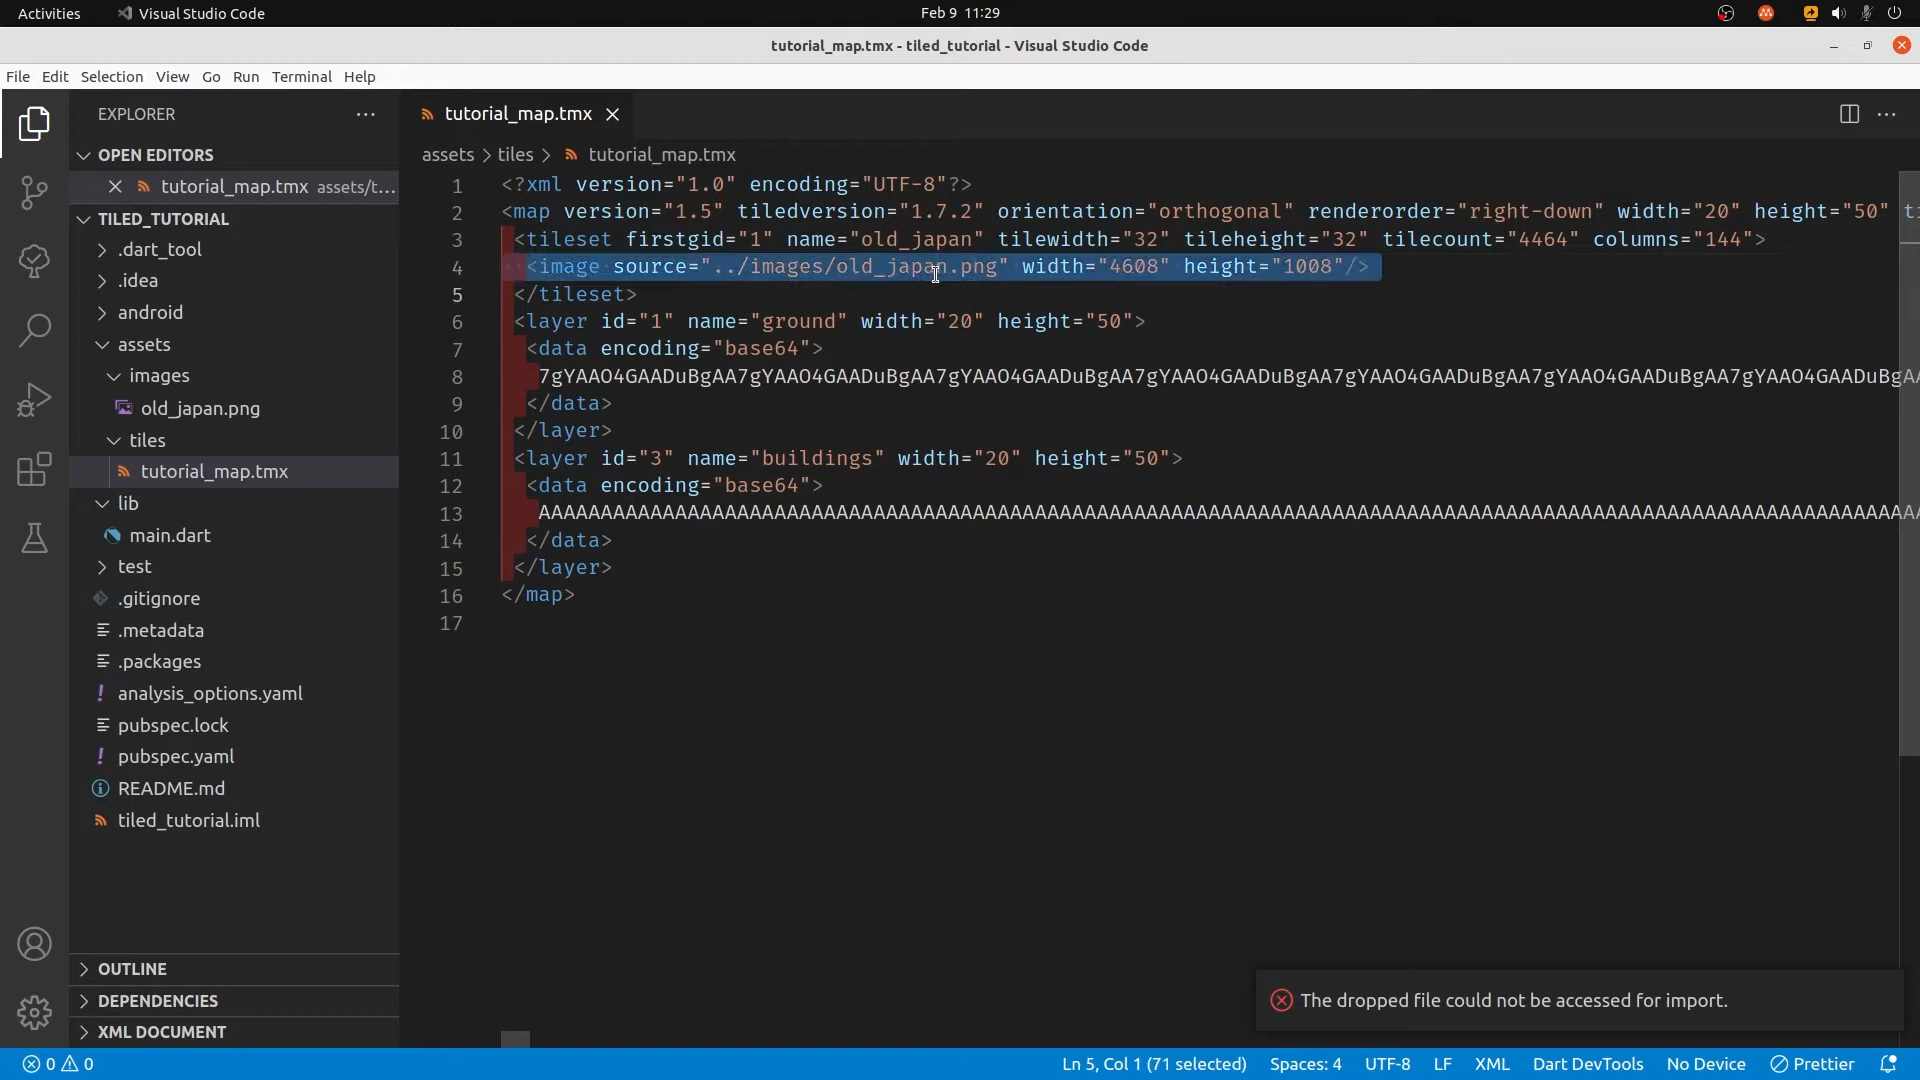 Activities Visual Studio Code Feb 9 11:29
tutorial_map.tmx - tiled_tutorial - Visual Studio Code
File Edit Selection View Go Run Terminal Help
EXPLORER
OPEN EDITORS
tutorial_map.tmx assets/t...
TILED_TUTORIAL
.dart_tool
.idea
android
assets
images
old_japan.png
tiles
tutorial_map.tmx
lib
main.dart
test
.gitignore
.metadata
.packages
analysis_options.yaml
pubspec.lock
pubspec.yaml
README.md
tiled_tutorial.iml
OUTLINE
DEPENDENCIES
XML DOCUMENT
tutorial_map.tmx
assets > tiles > tutorial_map.tmx
1 <?xml version="1.0" encoding="UTF-8"?>
2 <map version="1.5" tiledversion="1.7.2" orientation="orthogonal" renderorder="right-down" width="20" height="50" ti
3 <tileset firstgid="1" name="old_japan" tilewidth="32" tileheight="32" tilecount="4464" columns="144">
4 <image source="../images/old_japan.png" width="4608" height="1008"/>
5 </tileset>
6 <layer id="1" name="ground" width="20" height="50">
7 <data encoding="base64">
8 7gYAAO4GAADuBgAA7gYAAO4GAADuBgAA7gYAAO4GAADuBgAA7gYAAO4GAADuBgAA7gYAAO4GAADuBgAA7gYAAO4GAADuBgAA
9 </data>
10 </layer>
11 <layer id="3" name="buildings" width="20" height="50">
12 <data encoding="base64">
13 AAAAAAAAAAAAAAAAAAAAAAAAAAAAAAAAAAAAAAAAAAAAAAAAAAAAAAAAAAAAAAAAAAAAAAAAAAAAAAAAAAAAAAAAAAAAAAAAAAAAAAAAAAAAAAA
14 </data>
15 </layer>
16 </map>
17
The dropped file could not be accessed for import.
0 0 Ln 5, Col 1 (71 selected) Spaces: 4 UTF-8 LF XML Dart DevTools No Device Prettier